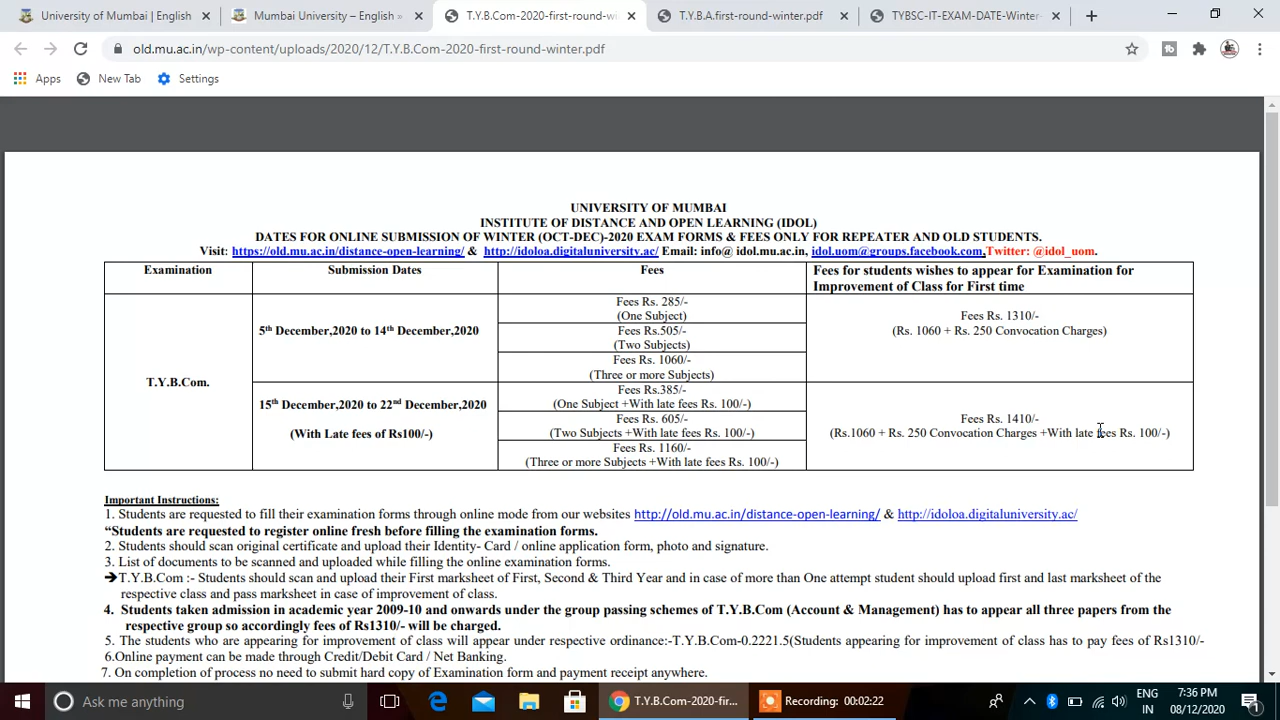 University of Mumbai | English
Mumbai University – English »
T.Y.B.Com-2020-first-round-wi
T.Y.B.A.first-round-winter.pdf
TYBSC-IT-EXAM-DATE-Winter-
old.mu.ac.in/wp-content/uploads/2020/12/T.Y.B.Com-2020-first-round-winter.pdf
Apps New Tab Settings
UNIVERSITY OF MUMBAI
INSTITUTE OF DISTANCE AND OPEN LEARNING (IDOL)
DATES FOR ONLINE SUBMISSION OF WINTER (OCT-DEC)-2020 EXAM FORMS & FEES ONLY FOR REPEATER AND OLD STUDENTS.
Visit: https://old.mu.ac.in/distance-open-learning/ & http://idoloa.digitaluniversity.ac/ Email: info@ idol.mu.ac.in, idol.uom@groups.facebook.com,Twitter: @idol_uom.
Examination
Submission Dates
Fees
Fees for students wishes to appear for Examination for
Improvement of Class for First time
T.Y.B.Com.
5th December,2020 to 14th December,2020
Fees Rs. 285/-
(One Subject)
Fees Rs.505/-
(Two Subjects)
Fees Rs. 1060/-
(Three or more Subjects)
Fees Rs. 1310/-
(Rs. 1060 + Rs. 250 Convocation Charges)
15th December,2020 to 22nd December,2020
(With Late fees of Rs100/-)
Fees Rs.385/-
(One Subject +With late fees Rs. 100/-)
Fees Rs. 605/-
(Two Subjects +With late fees Rs. 100/-)
Fees Rs. 1160/-
(Three or more Subjects +With late fees Rs. 100/-)
Fees Rs. 1410/-
(Rs.1060 + Rs. 250 Convocation Charges +With late fees Rs. 100/-)
Important Instructions:
1. Students are requested to fill their examination forms through online mode from our websites http://old.mu.ac.in/distance-open-learning/ & http://idoloa.digitaluniversity.ac/
“Students are requested to register online fresh before filling the examination forms.
2. Students should scan original certificate and upload their Identity- Card / online application form, photo and signature.
3. List of documents to be scanned and uploaded while filling the online examination forms.
➔T.Y.B.Com :- Students should scan and upload their First marksheet of First, Second & Third Year and in case of more than One attempt student should upload first and last marksheet of the
respective class and pass marksheet in case of improvement of class.
4. Students taken admission in academic year 2009-10 and onwards under the group passing schemes of T.Y.B.Com (Account & Management) has to appear all three papers from the
respective group so accordingly fees of Rs1310/- will be charged.
5. The students who are appearing for improvement of class will appear under respective ordinance:-T.Y.B.Com-0.2221.5(Students appearing for improvement of class has to pay fees of Rs1310/-
6.Online payment can be made through Credit/Debit Card / Net Banking.
7. On completion of process no need to submit hard copy of Examination form and payment receipt anywhere.
Ask me anything
T.Y.B.Com-2020-fir...
Recording: 00:02:22
ENG
IN
7:36 PM
08/12/2020
1